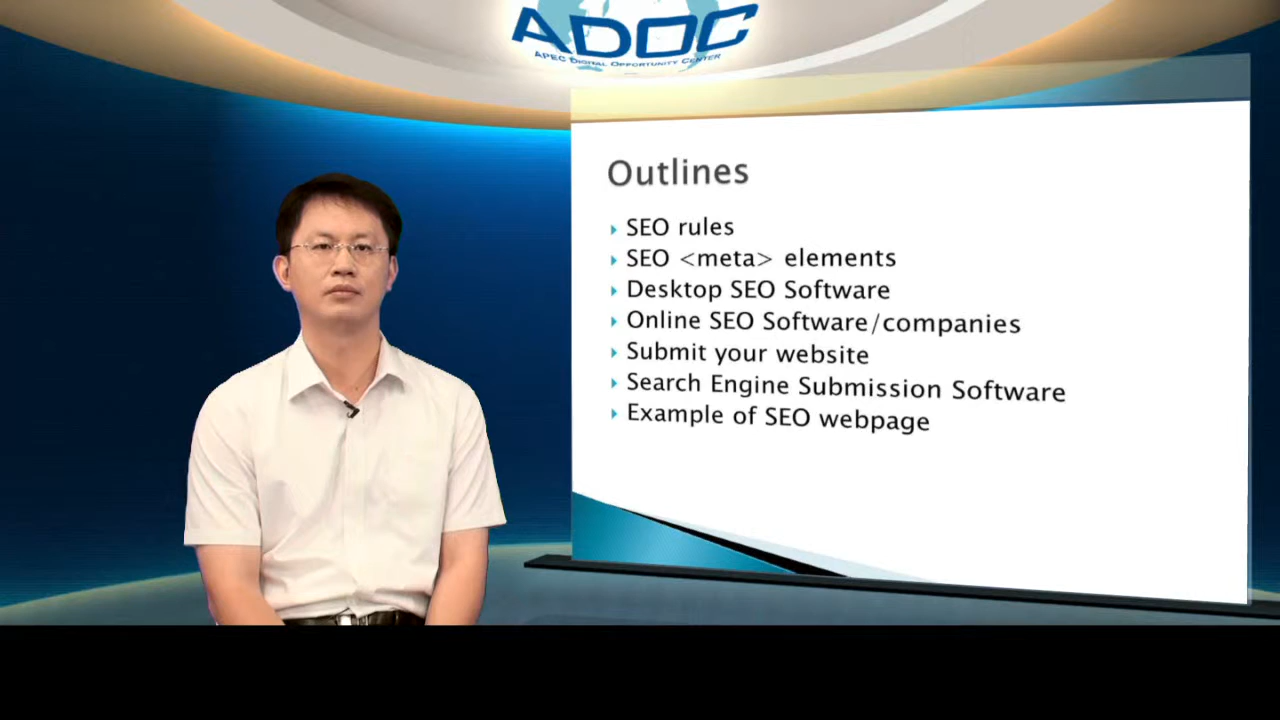 ADOC
APEC DIGITAL OPPORTUNITY CENTER
Outlines
SEO rules
SEO <meta> elements
Desktop SEO Software
Online SEO Software/companies
Submit your website
Search Engine Submission Software
Example of SEO webpage